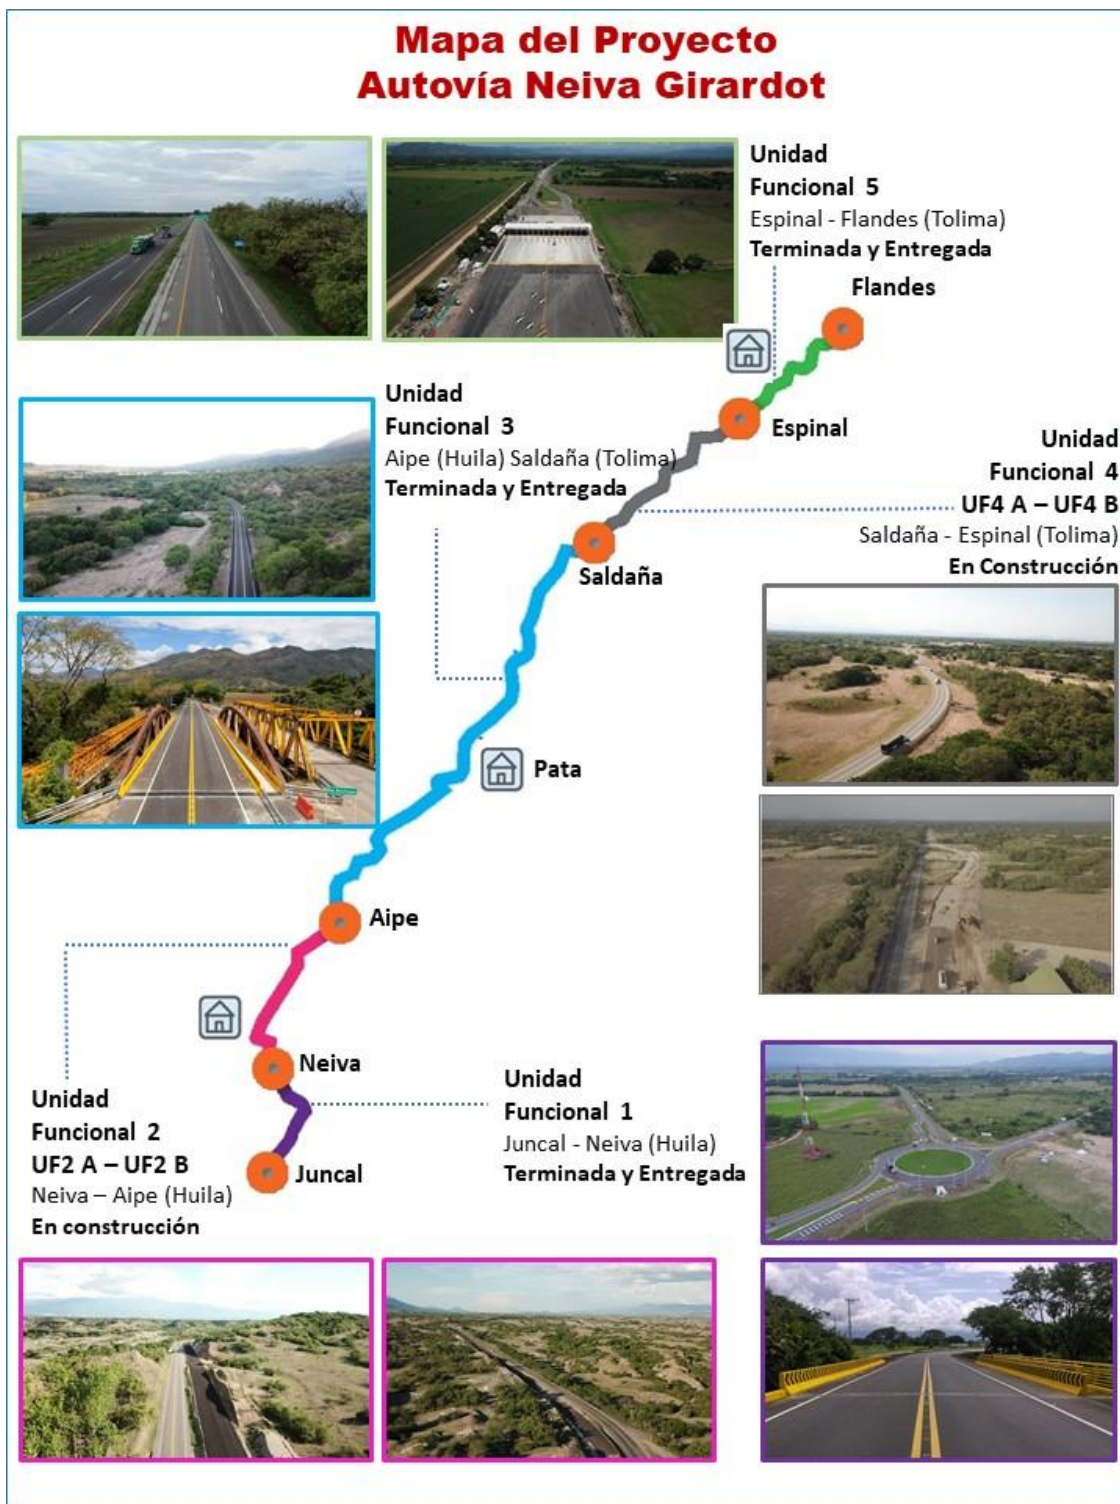 Mapa del Proyecto
Autovía Neiva Girardot
Unidad
Funcional 5
Espinal - Flandes (Tolima)
Terminada y Entregada
Flandes
Unidad
Funcional 3
Aipe (Huila) Saldaña (Tolima)
Terminada y Entregada
Espinal
Unidad
Funcional 4
UF4 A – UF4 B
Saldaña - Espinal (Tolima)
En Construcción
Saldaña
Pata
Aipe
Neiva
Unidad
Funcional 2
UF2 A – UF2 B
Neiva – Aipe (Huila)
En construcción
Unidad
Funcional 1
Juncal - Neiva (Huila)
Terminada y Entregada
Juncal